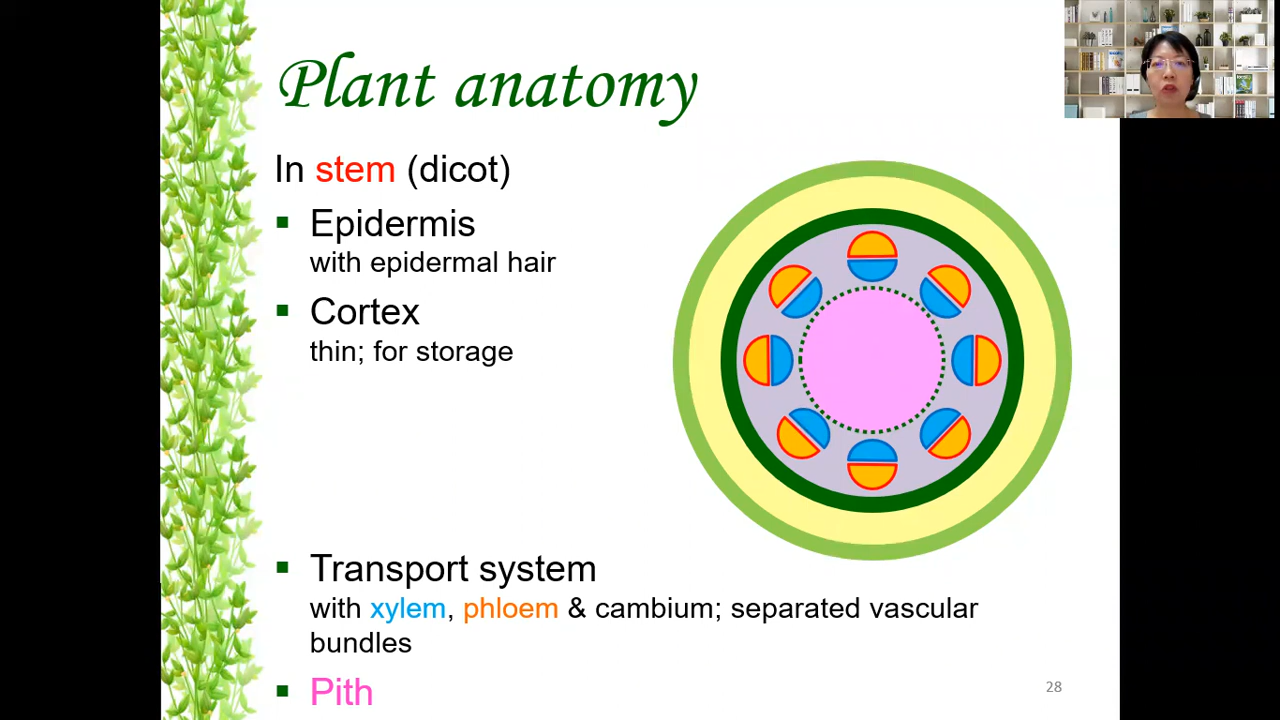 Plant anatomy
In stem (dicot)
Epidermis
with epidermal hair
Cortex
thin; for storage
Transport system
with xylem, phloem & cambium; separated vascular
bundles
Pith
28